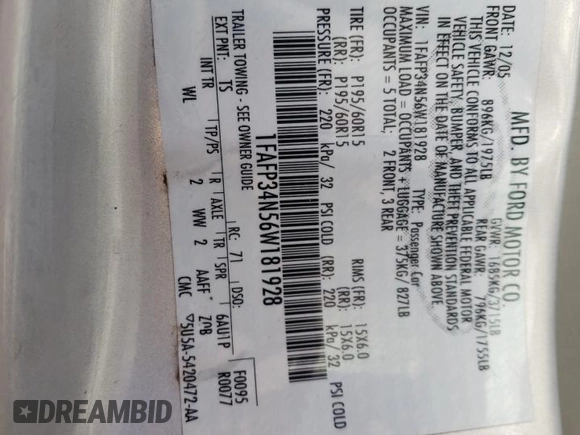 MFD. BY FORD MOTOR CO.
DATE: 12/05 GVWR: 1685KG/3715LB
FRONT GAWR: 896KG/1975LB REAR GAWR: 796KG/1755LB
THIS VEHICLE CONFORMS TO ALL APPLICABLE FEDERAL MOTOR
VEHICLE SAFETY, BUMPER, AND THEFT PREVENTION STANDARDS
IN EFFECT ON THE DATE OF MANUFACTURE SHOWN ABOVE.
VIN: 1FAFP34N56W181928 TYPE: Passenger Car
MAXIMUM LOAD = OCCUPANTS + LUGGAGE = 375KG/ 827LB
OCCUPANTS = 5 TOTAL; 2 FRONT, 3 REAR
TIRE (FR): P195/60R15 RIMS (FR): 15X6.0
(RR): P195/60R15 (RR): 15X6.0
(FR): 220 kPa/ 32 PSI COLD (RR): 220 kPa/ 32 PSI COLD
TRAILER TOWING - SEE OWNER GUIDE
1FAFP34N56W181928
F0095
R0077
EXT PNT: TS RC: 71 DSO:
INT TR TP/PS R AXLE TR SPR 6AU1P
WL 2 2 WW 2 AAFF ZØB
CMC ▽5U5A-5420472-AA
DREAMBID